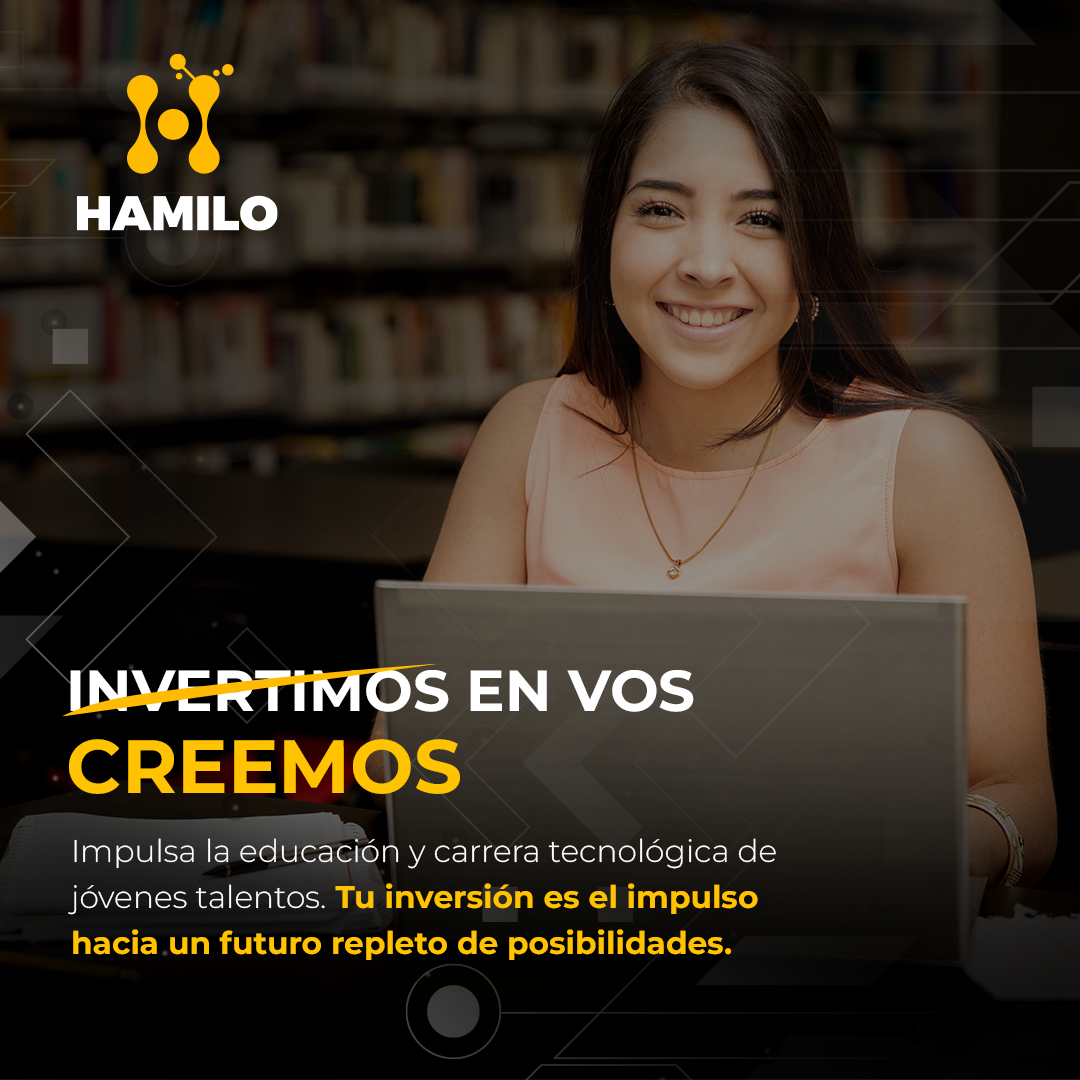 HAMILO
INVERTIMOS EN VOS
CREEMOS
Impulsa la educación y carrera tecnológica de
jóvenes talentos. Tu inversión es el impulso
hacia un futuro repleto de posibilidades.